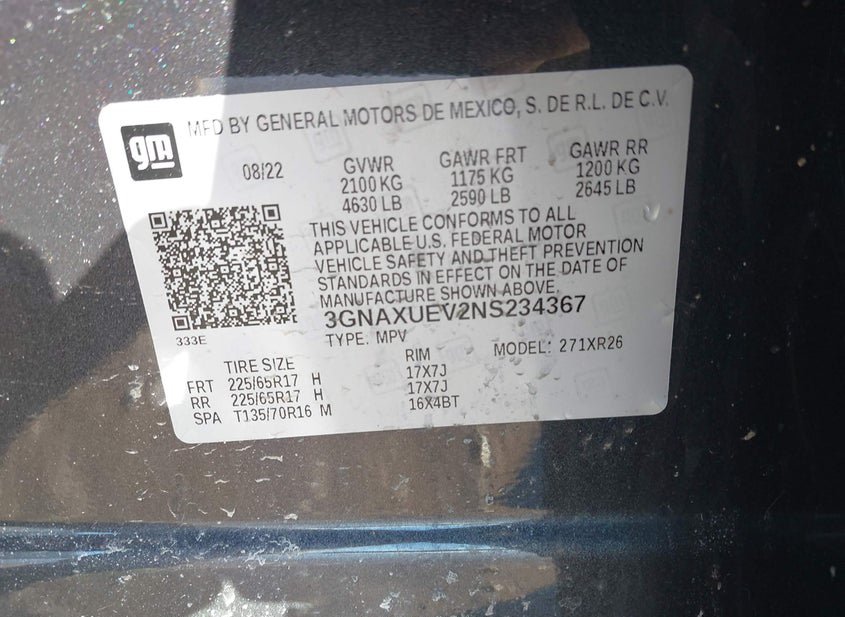 gm
MFD BY GENERAL MOTORS DE MEXICO, S. DE R.L. DE C.V.
08/22 GVWR GAWR FRT GAWR RR
2100 KG 1175 KG 1200 KG
4630 LB 2590 LB 2645 LB
THIS VEHICLE CONFORMS TO ALL
APPLICABLE U.S. FEDERAL MOTOR
VEHICLE SAFETY AND THEFT PREVENTION
STANDARDS IN EFFECT ON THE DATE OF
MANUFACTURE SHOWN ABOVE.
3GNAXUEV2NS234367
333E TYPE: MPV MODEL: 271XR26
TIRE SIZE RIM
FRT 225/65R17 H 17X7J
RR 225/65R17 H 17X7J
SPA T135/70R16 M 16X4BT